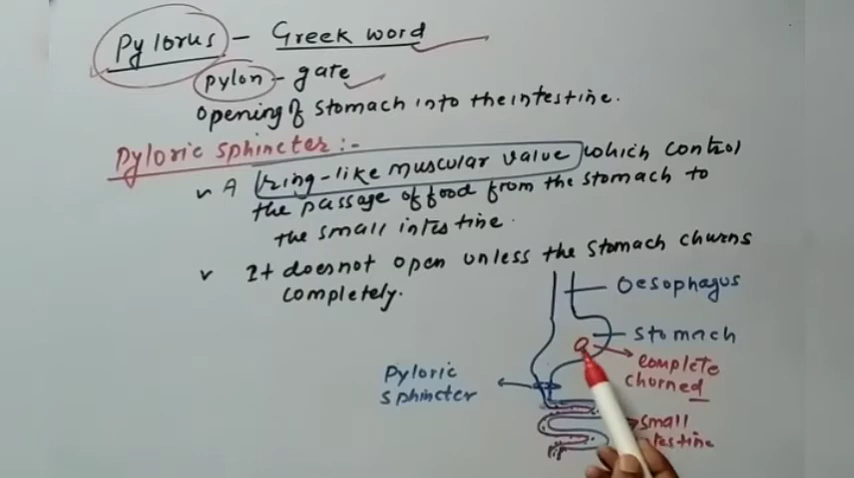 Pylorus - Greek word
pylon - gate
opening of stomach into the intestine.
Pyloric sphincter :-
A ring-like muscular value which control
the passage of food from the stomach to
the small intestine.
It does not open unless the stomach churns
completely.
Oesophagus
stomach
complete
chorned
Pyloric
sphincter
small
testine